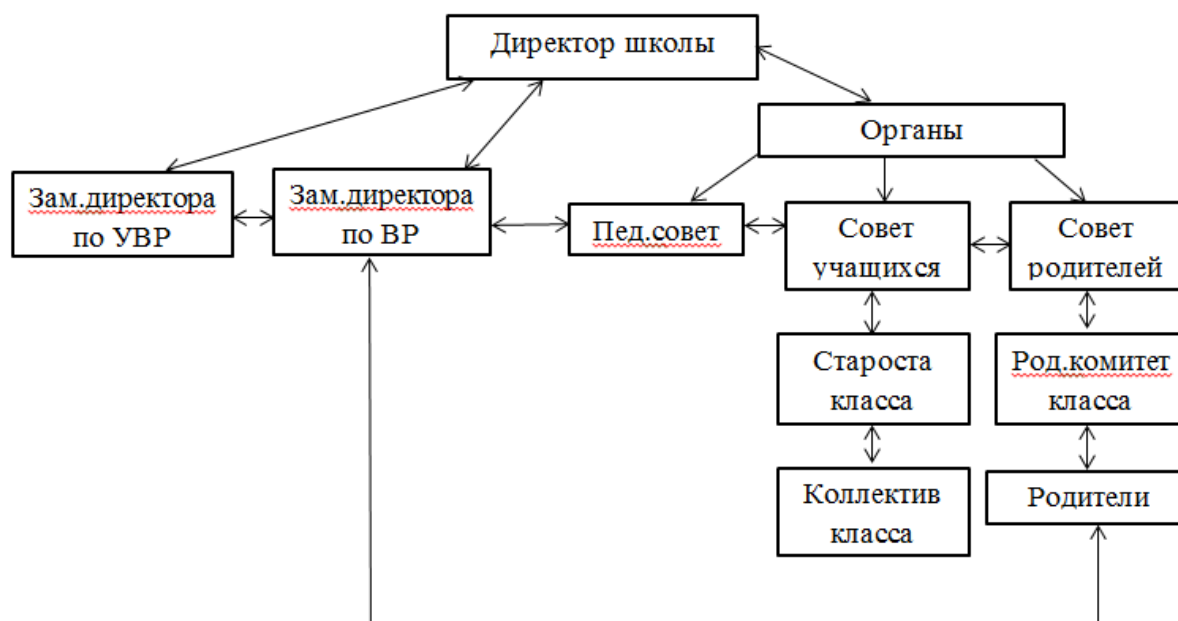 Директор школы
Органы
Зам.директора
по УВР
Зам.директора
по ВР
Пед.совет
Совет
учащихся
Совет
родителей
Староста
класса
Род.комитет
класса
Коллектив
класса
Родители